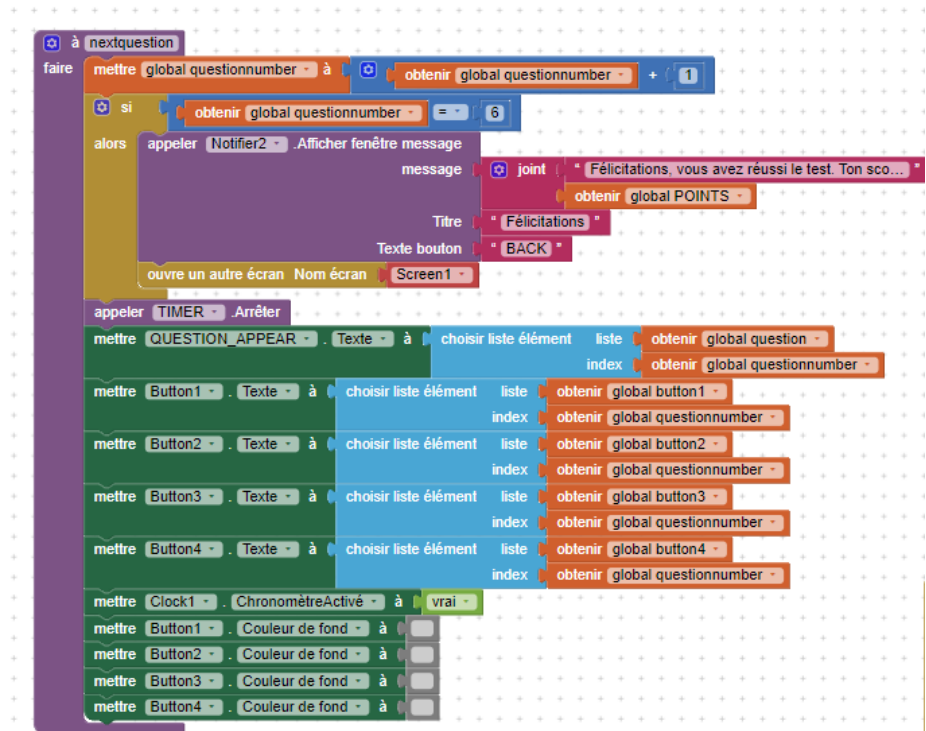 à nextquestion
faire mettre global questionnumber à obtenir global questionnumber + 1
si obtenir global questionnumber = 6
alors appeler Notifier2 .Afficher fenêtre message
message joint " Félicitations, vous avez réussi le test. Ton sco... "
obtenir global POINTS
Titre " Félicitations "
Texte bouton " BACK "
ouvre un autre écran Nom écran Screen1
appeler TIMER .Arrêter
mettre QUESTION_APPEAR . Texte à choisir liste élément liste obtenir global question
index obtenir global questionnumber
mettre Button1 . Texte à choisir liste élément liste obtenir global button1
index obtenir global questionnumber
mettre Button2 . Texte à choisir liste élément liste obtenir global button2
index obtenir global questionnumber
mettre Button3 . Texte à choisir liste élément liste obtenir global button3
index obtenir global questionnumber
mettre Button4 . Texte à choisir liste élément liste obtenir global button4
index obtenir global questionnumber
mettre Clock1 . ChronomètreActivé à vrai
mettre Button1 . Couleur de fond à
mettre Button2 . Couleur de fond à
mettre Button3 . Couleur de fond à
mettre Button4 . Couleur de fond à